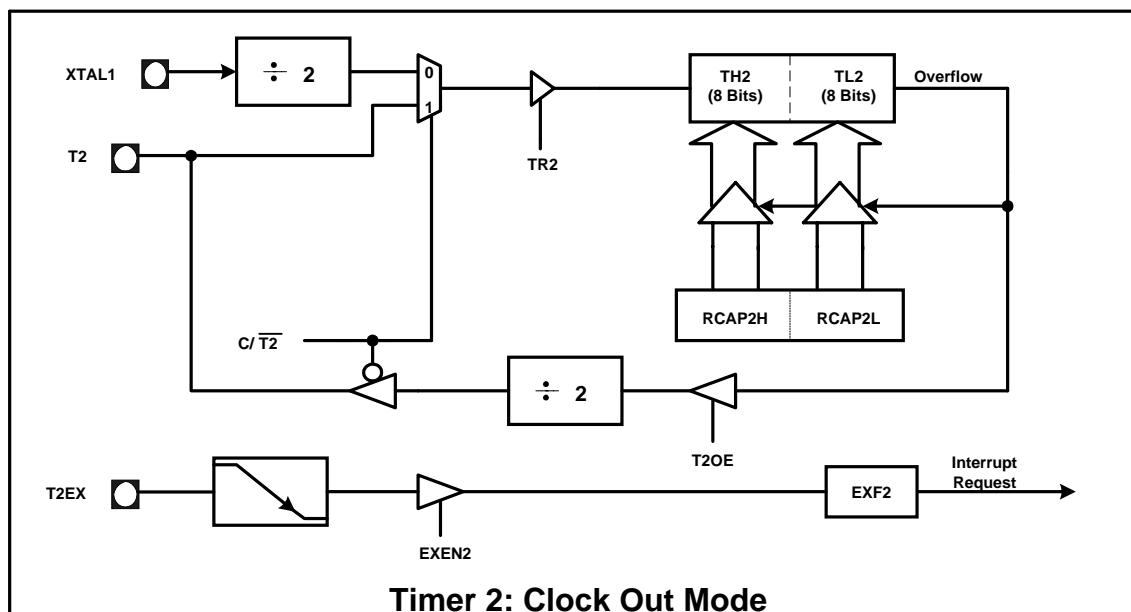 XTAL1
÷ 2
0
1
TH2
(8 Bits)
TL2
(8 Bits)
Overflow
T2
TR2
RCAP2H
RCAP2L
C/ T̅2̅
÷ 2
T2OE
T2EX
EXEN2
EXF2
Interrupt
Request
Timer 2: Clock Out Mode